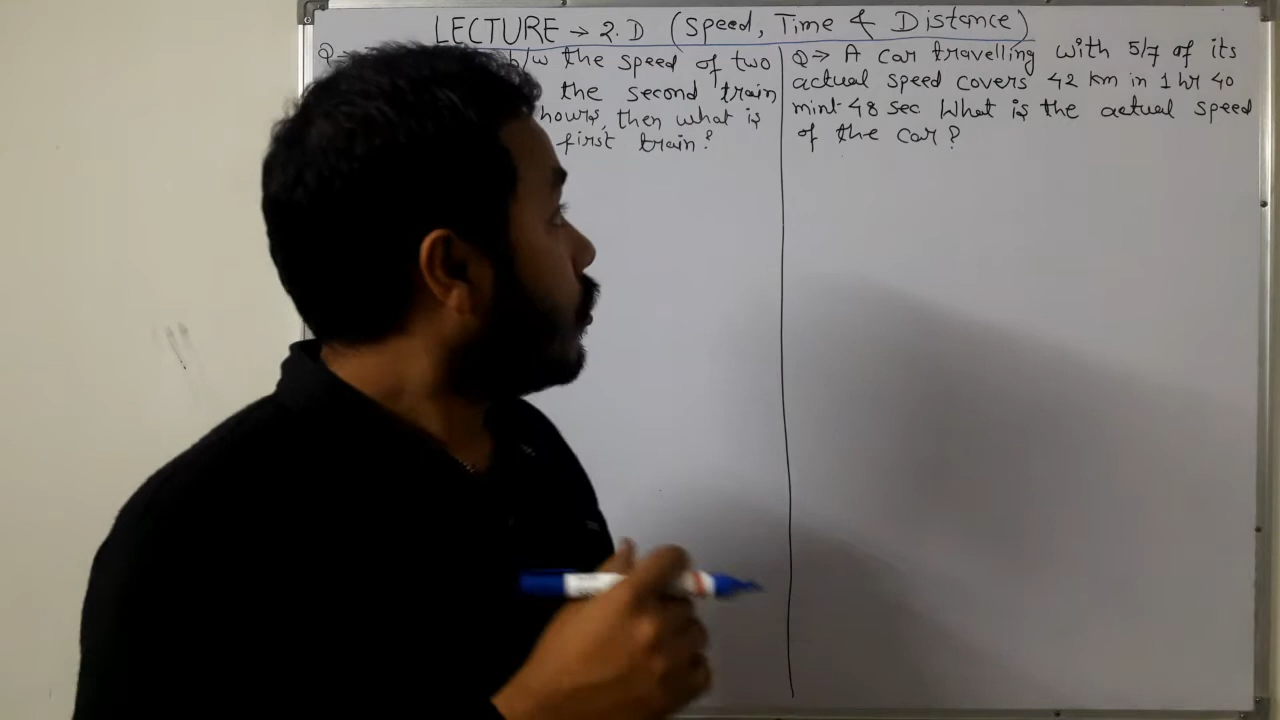 LECTURE → 2.D (Speed, Time & Distance)
Q→ b/w the speed of two
the second train
hours, then what is
first train?
Q→ A car travelling with 5/7 of its
actual speed covers 42 km in 1 hr 40
mint 48 sec What is the actual speed
of the car?